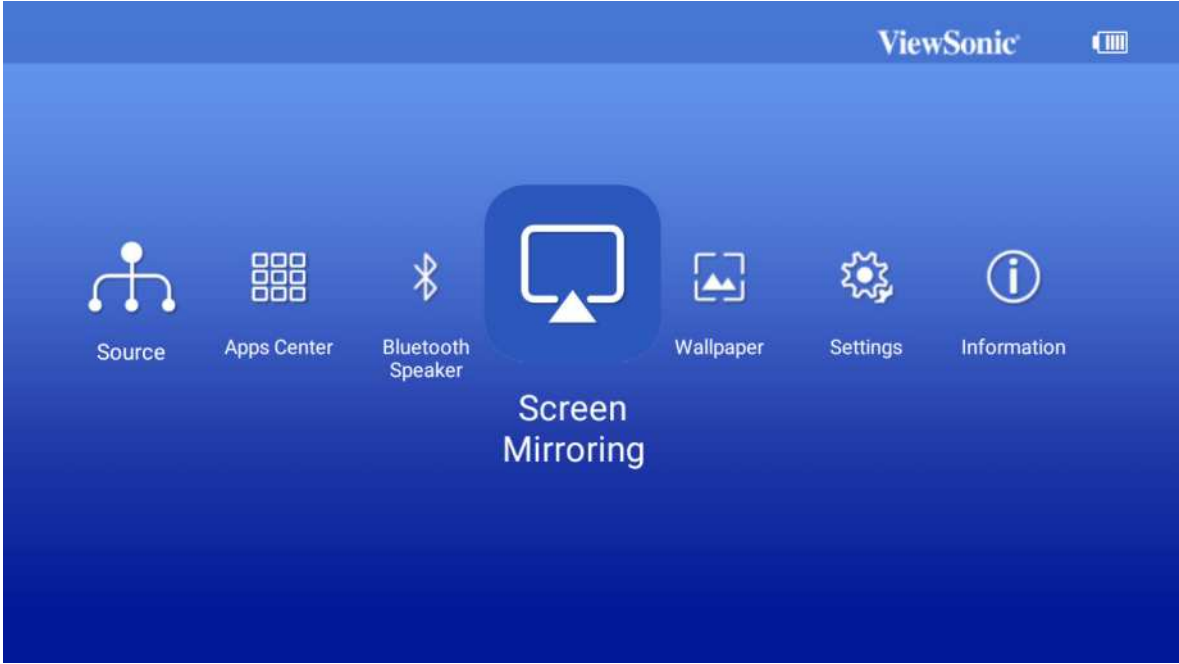 ViewSonic
Source
Apps Center
Bluetooth
Speaker
Screen
Mirroring
Wallpaper
Settings
Information